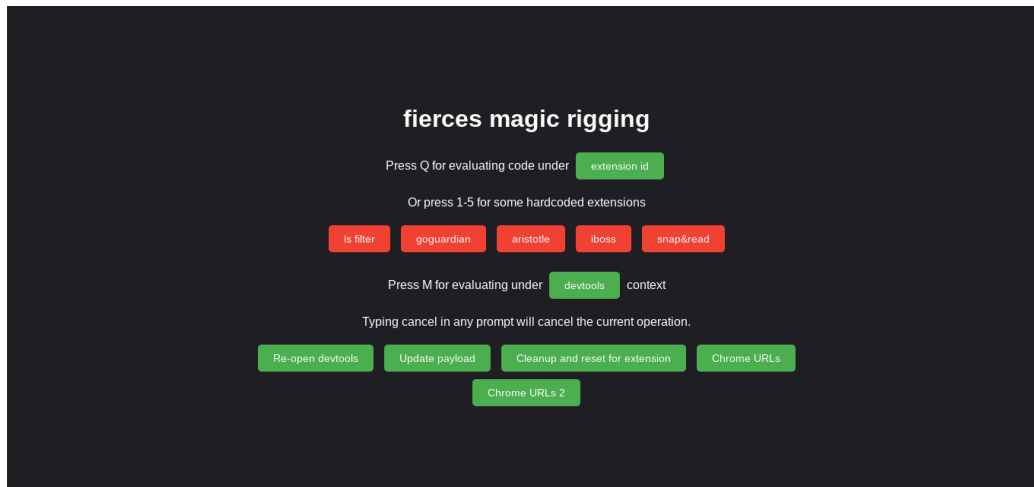 fierces magic rigging
Press Q for evaluating code under extension id
Or press 1-5 for some hardcoded extensions
ls filter goguardian aristotle iboss snap&read
Press M for evaluating under devtools context
Typing cancel in any prompt will cancel the current operation.
Re-open devtools Update payload Cleanup and reset for extension Chrome URLs
Chrome URLs 2